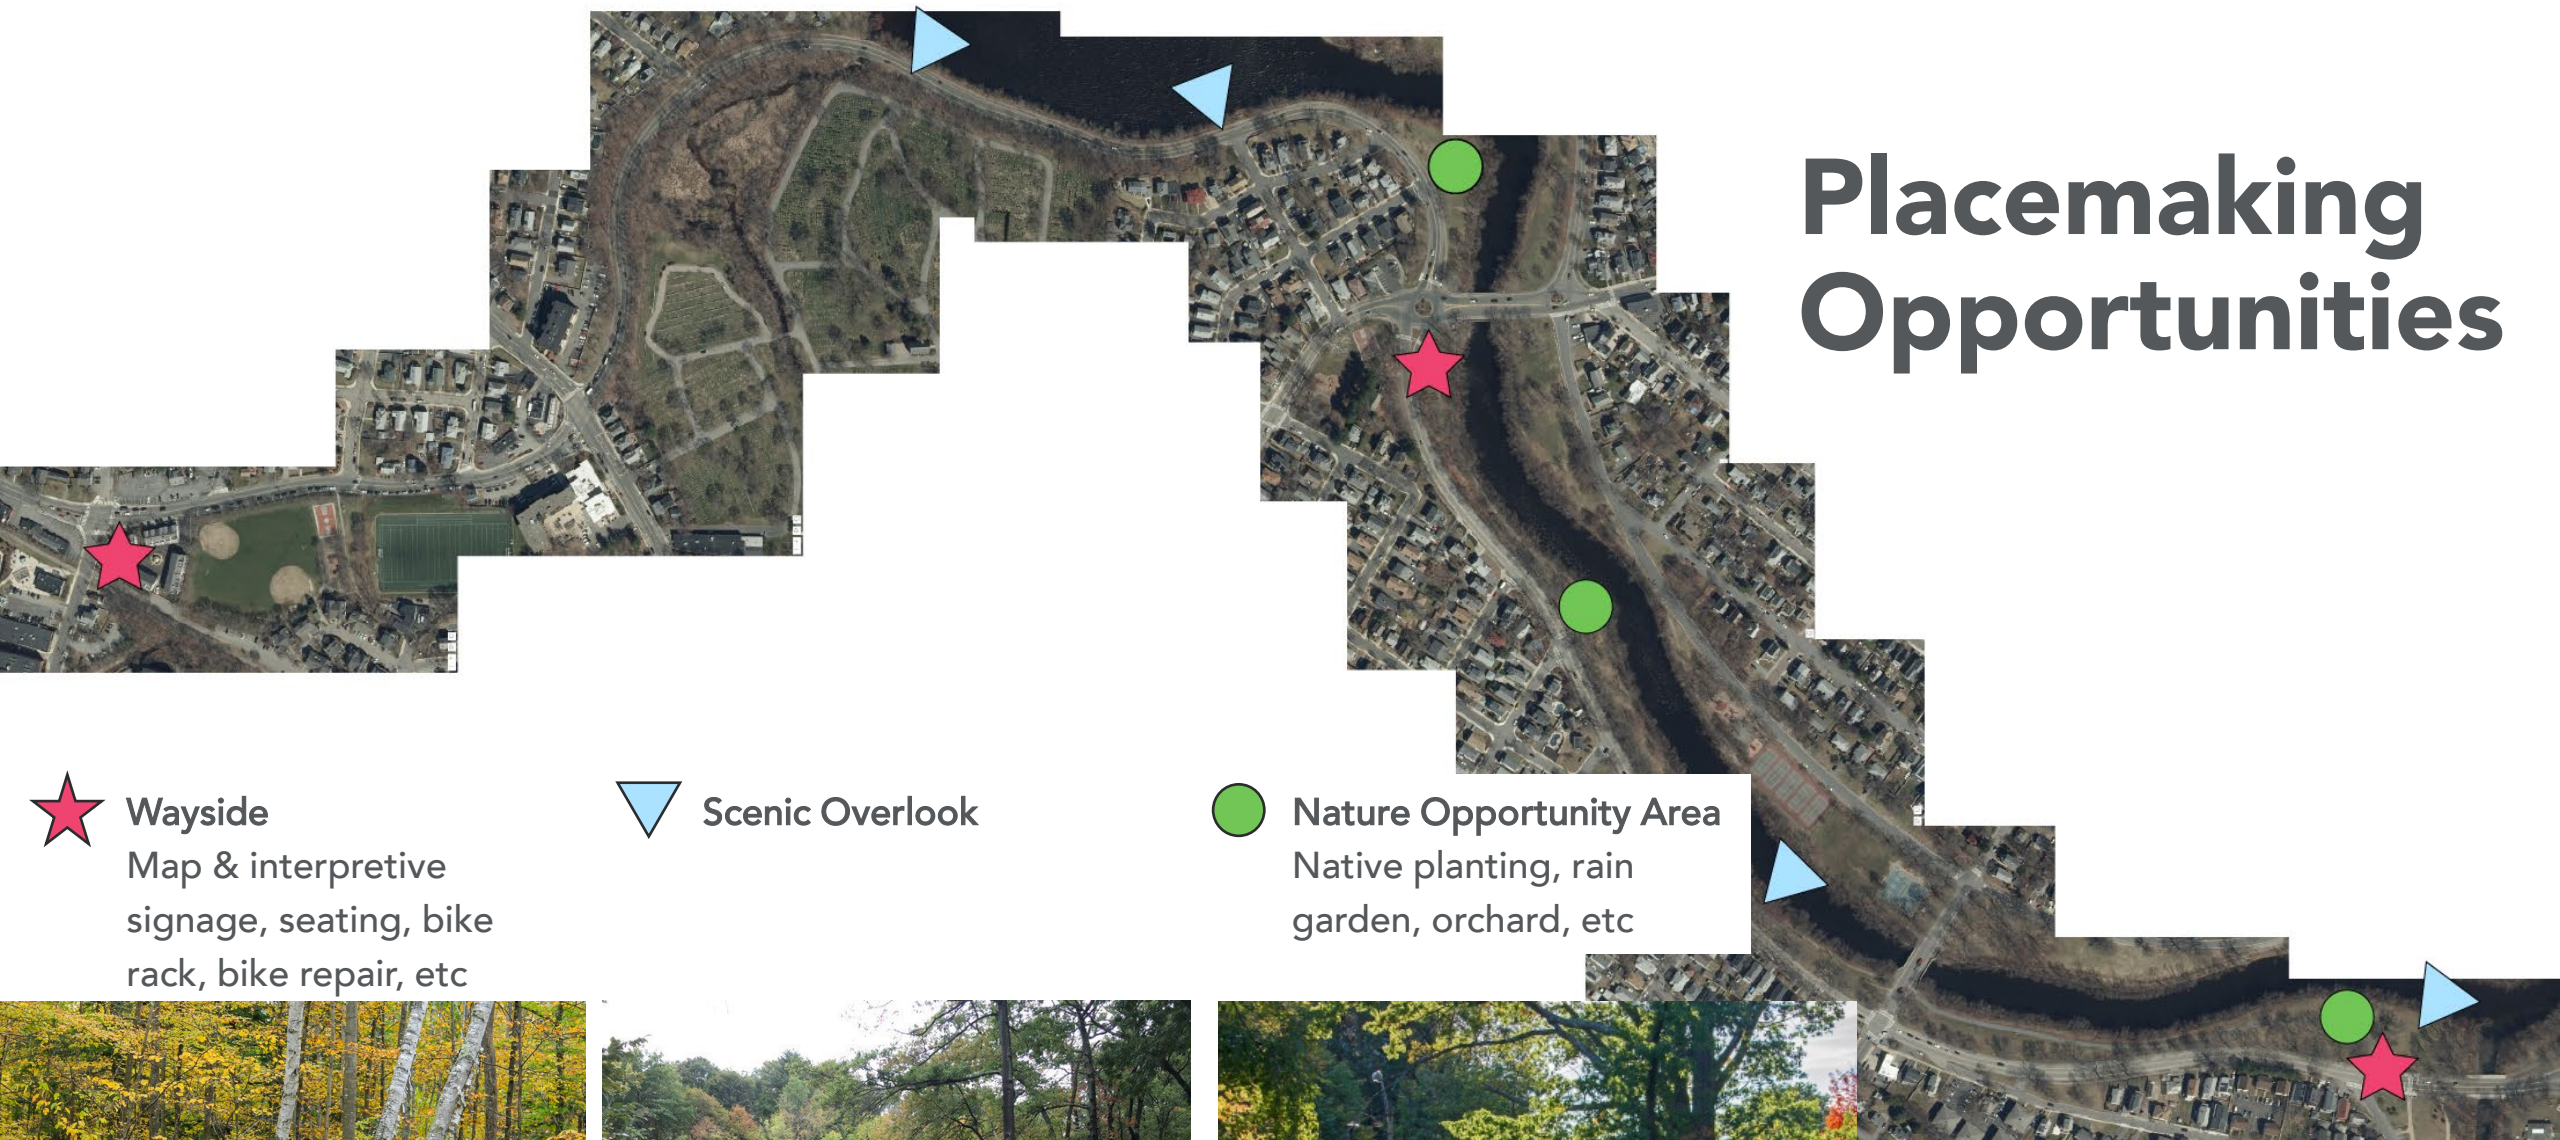 Placemaking
Opportunities
Wayside
Map & interpretive
signage, seating, bike
rack, bike repair, etc
Scenic Overlook
Nature Opportunity Area
Native planting, rain
garden, orchard, etc